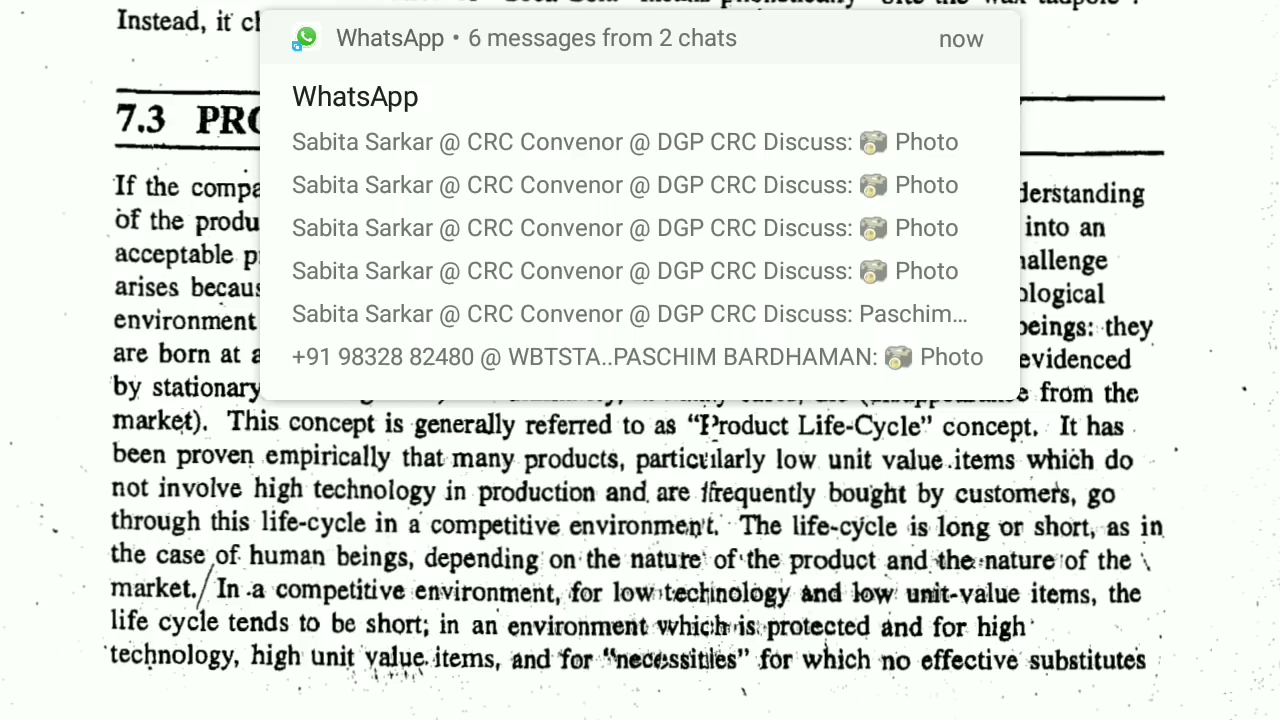 Instead, it c
WhatsApp • 6 messages from 2 chats
now
WhatsApp
Sabita Sarkar @ CRC Convenor @ DGP CRC Discuss: 📷 Photo
Sabita Sarkar @ CRC Convenor @ DGP CRC Discuss: 📷 Photo
Sabita Sarkar @ CRC Convenor @ DGP CRC Discuss: 📷 Photo
Sabita Sarkar @ CRC Convenor @ DGP CRC Discuss: 📷 Photo
Sabita Sarkar @ CRC Convenor @ DGP CRC Discuss: Paschim...
+91 98328 82480 @ WBTSTA..PASCHIM BARDHAMAN: 📷 Photo
7.3 PRO
If the compa derstanding
of the produ into an
acceptable p hallenge
arises becaus ological
environment beings: they
are born at a evidenced
by stationary from the
market). This concept is generally referred to as “Product Life-Cycle” concept. It has
been proven empirically that many products, particularly low unit value items which do
not involve high technology in production and are frequently bought by customers, go
through this life-cycle in a competitive environment. The life-cycle is long or short, as in
the case of human beings, depending on the nature of the product and the nature of the
market. In a competitive environment, for low technology and low unit-value items, the
life cycle tends to be short; in an environment which is protected and for high
technology, high unit value items, and for “necessities” for which no effective substitutes